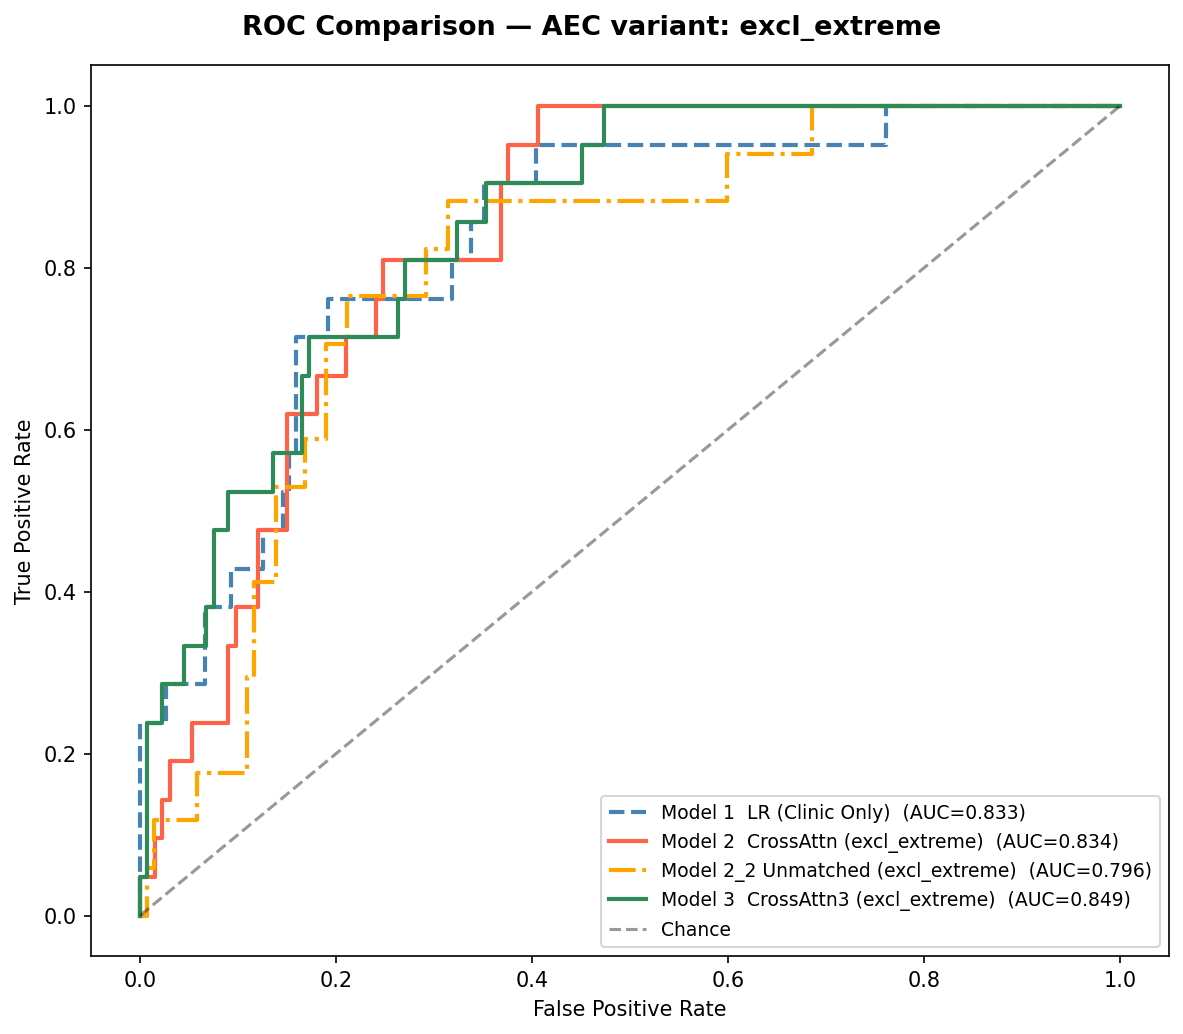 ROC Comparison — AEC variant: excl_extreme
True Positive Rate
1.0
0.8
0.6
0.4
0.2
0.0
Model 1  LR (Clinic Only)  (AUC=0.833)
Model 2  CrossAttn (excl_extreme)  (AUC=0.834)
Model 2_2 Unmatched (excl_extreme)  (AUC=0.796)
Model 3  CrossAttn3 (excl_extreme)  (AUC=0.849)
Chance
0.0 0.2 0.4 0.6 0.8 1.0
False Positive Rate